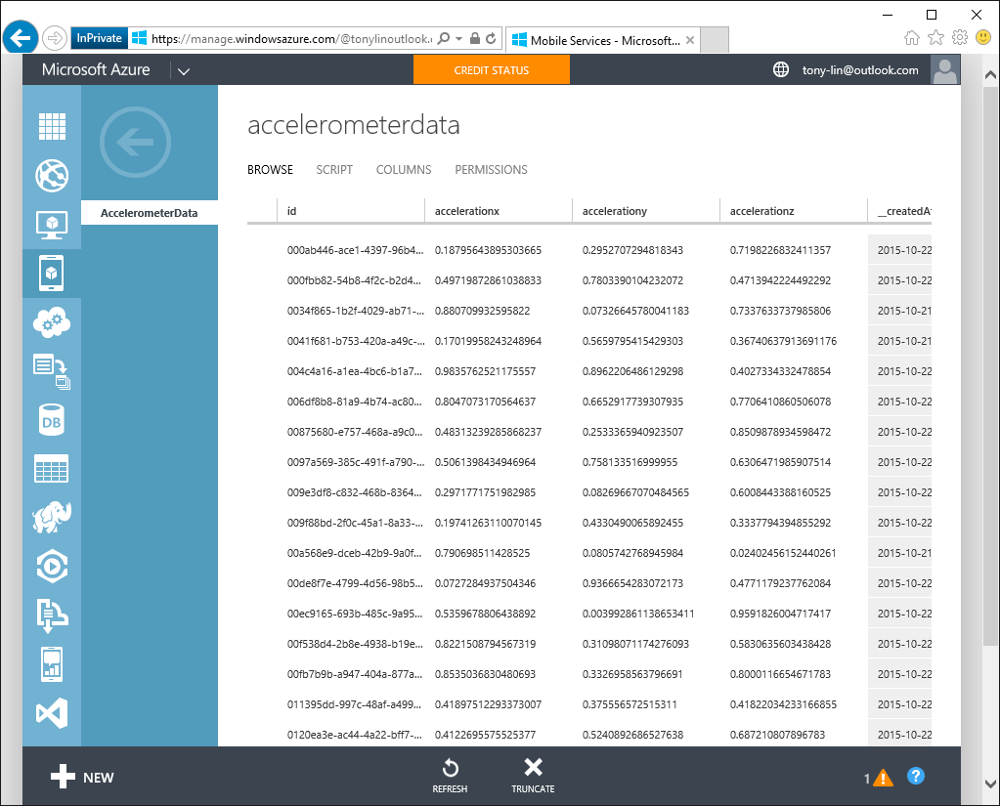 InPrivate https://manage.windowsazure.com/@tonylinoutlook. Mobile Services - Microsoft...
Microsoft Azure CREDIT STATUS tony-lin@outlook.com
accelerometerdata
BROWSE SCRIPT COLUMNS PERMISSIONS
AccelerometerData
id accelerationx accelerationy accelerationz __createdAt
000ab446-ace1-4397-96b4... 0.18795643895303665 0.2952707294818343 0.7198226832411357 2015-10-22
000fbb82-54b8-4f2c-b2d4... 0.49719872861038833 0.7803390104232072 0.4713942224492292 2015-10-22
0034f865-1b2f-4029-ab71-... 0.880709932595822 0.07326645780041183 0.7337633737985806 2015-10-21
0041f681-b753-420a-a49c-... 0.17019958243248964 0.5659795415429303 0.36740637913691176 2015-10-21
004c4a16-a1ea-4bc6-b1a7... 0.9835762521175557 0.8962206486129298 0.4027334332478854 2015-10-22
006df8b8-81a9-4b74-ac80... 0.8047073170564637 0.6652917739307935 0.7706410860506078 2015-10-22
00875680-e757-468a-a9c0... 0.48313239285868237 0.2533365940923507 0.8509878934598472 2015-10-22
0097a569-385c-491f-a790-... 0.5061398434946964 0.758133516999955 0.6306471985907514 2015-10-22
009e3df8-c832-468b-8364... 0.2971771751982985 0.08269667070484565 0.6008443388160525 2015-10-22
009f88bd-2f0c-45a1-8a33-... 0.19741263110070145 0.4330490065892455 0.3337794394855292 2015-10-22
00a568e9-dceb-42b9-9a0f... 0.790698511428525 0.0805742768945984 0.02402456152440261 2015-10-21
00de8f7e-4799-4d56-98b5... 0.0727284937504346 0.9366654283072173 0.4771179237762084 2015-10-22
00ec9165-693b-485c-9a95... 0.5359678806438892 0.003992861138653411 0.9591826004717417 2015-10-22
00f538d4-2b8e-4938-b19e... 0.8221508794567319 0.31098071174276093 0.5830635603438428 2015-10-22
00fb7b9b-a947-404a-877a... 0.8535036830480693 0.3326958563796691 0.8000116654671783 2015-10-22
011395dd-997c-48af-a499... 0.41897512293373007 0.375556572515311 0.41822034233166855 2015-10-22
0120ea3e-ac44-4a22-bff7-... 0.4122695575525377 0.5240892686527638 0.687210807896783 2015-10-22
DB
NEW REFRESH TRUNCATE 1